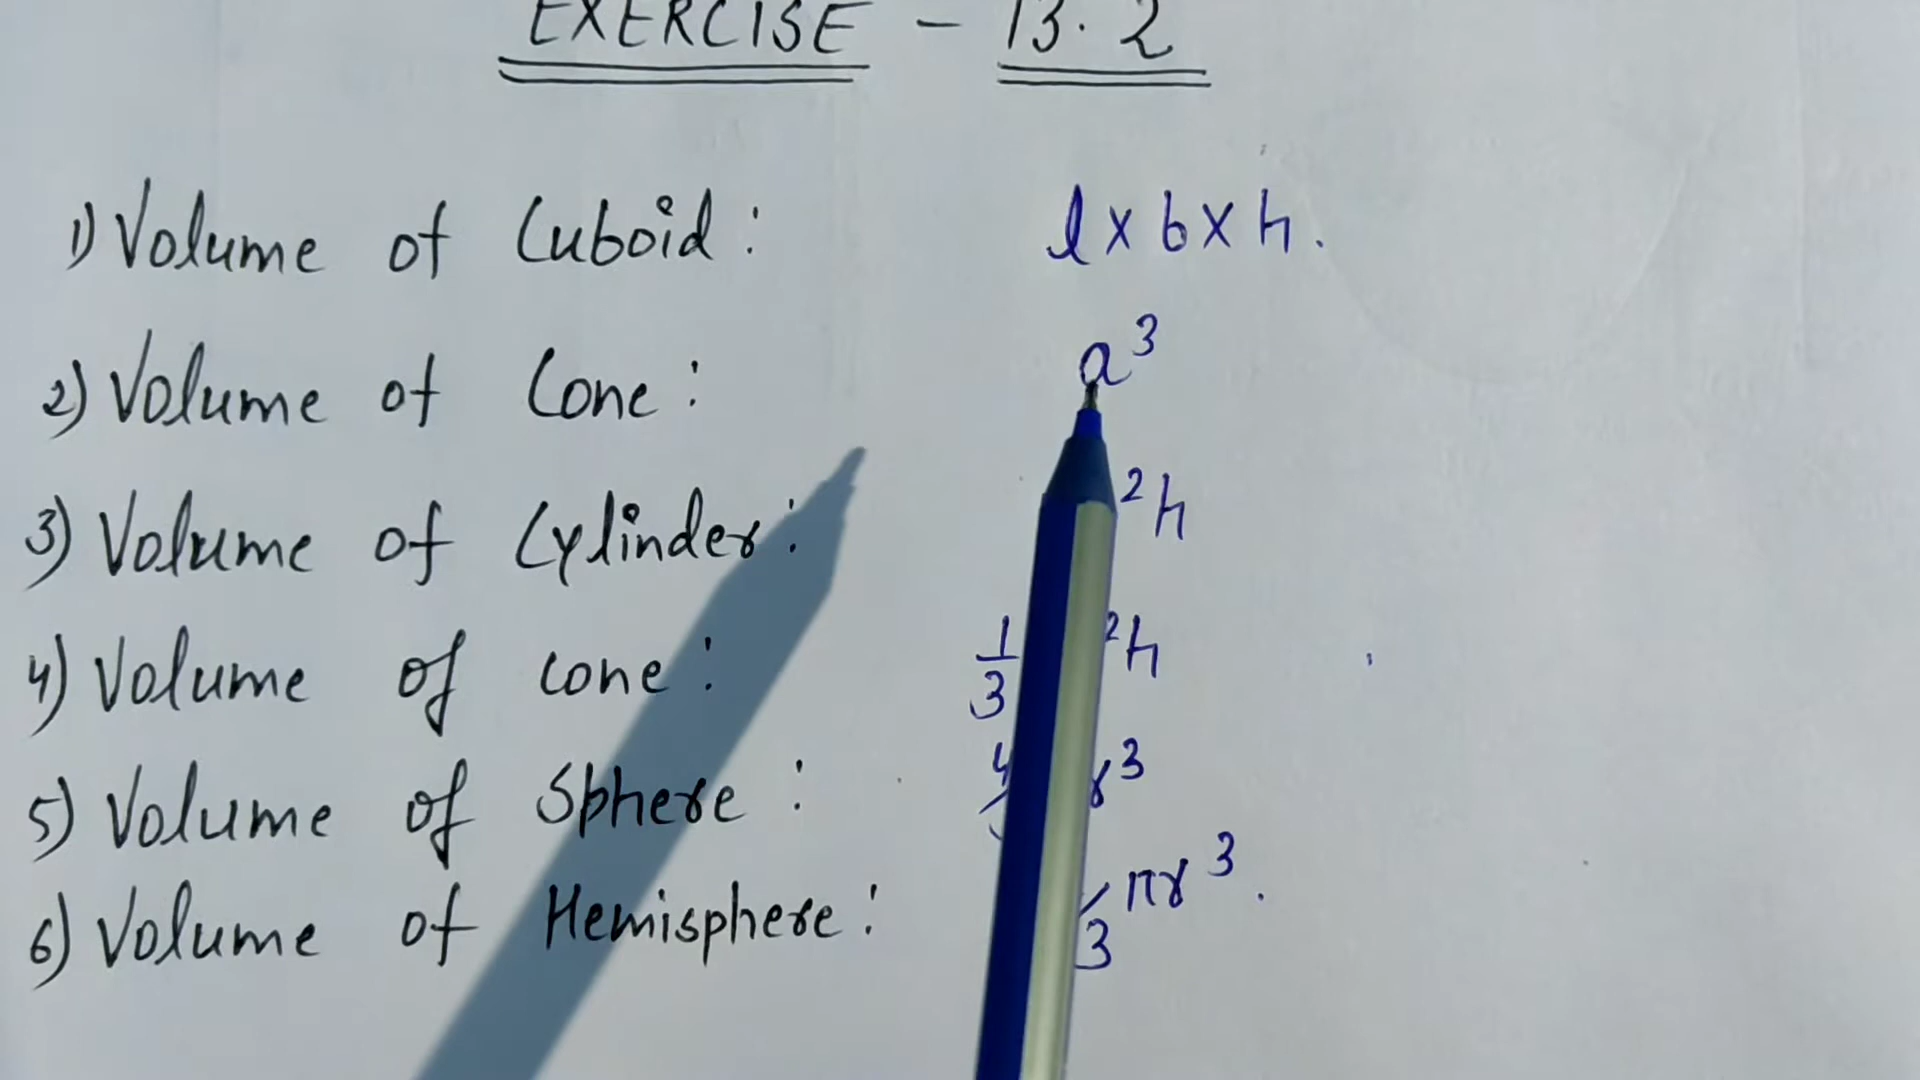 EXERCISE - 13.2
1) Volume of Cuboid: l x b x h.
2) Volume of Cone: a³
3) Volume of Cylinder: ²h
4) Volume of cone: 1/3 ²h
5) Volume of Sphere: 4/ r³
6) Volume of Hemisphere: /3 πr³.